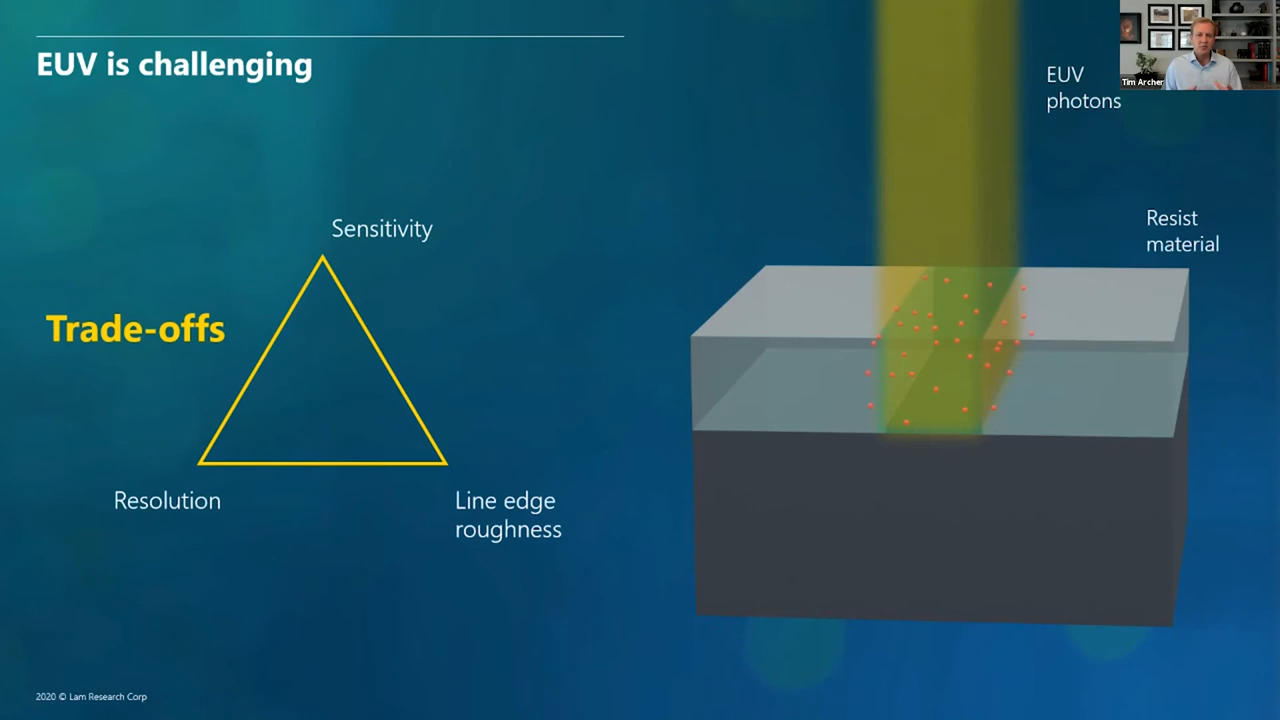 EUV is challenging
EUV
photons
Tim Archer
Resist
material
Sensitivity
Trade-offs
Resolution
Line edge
roughness
2020 © Lam Research Corp